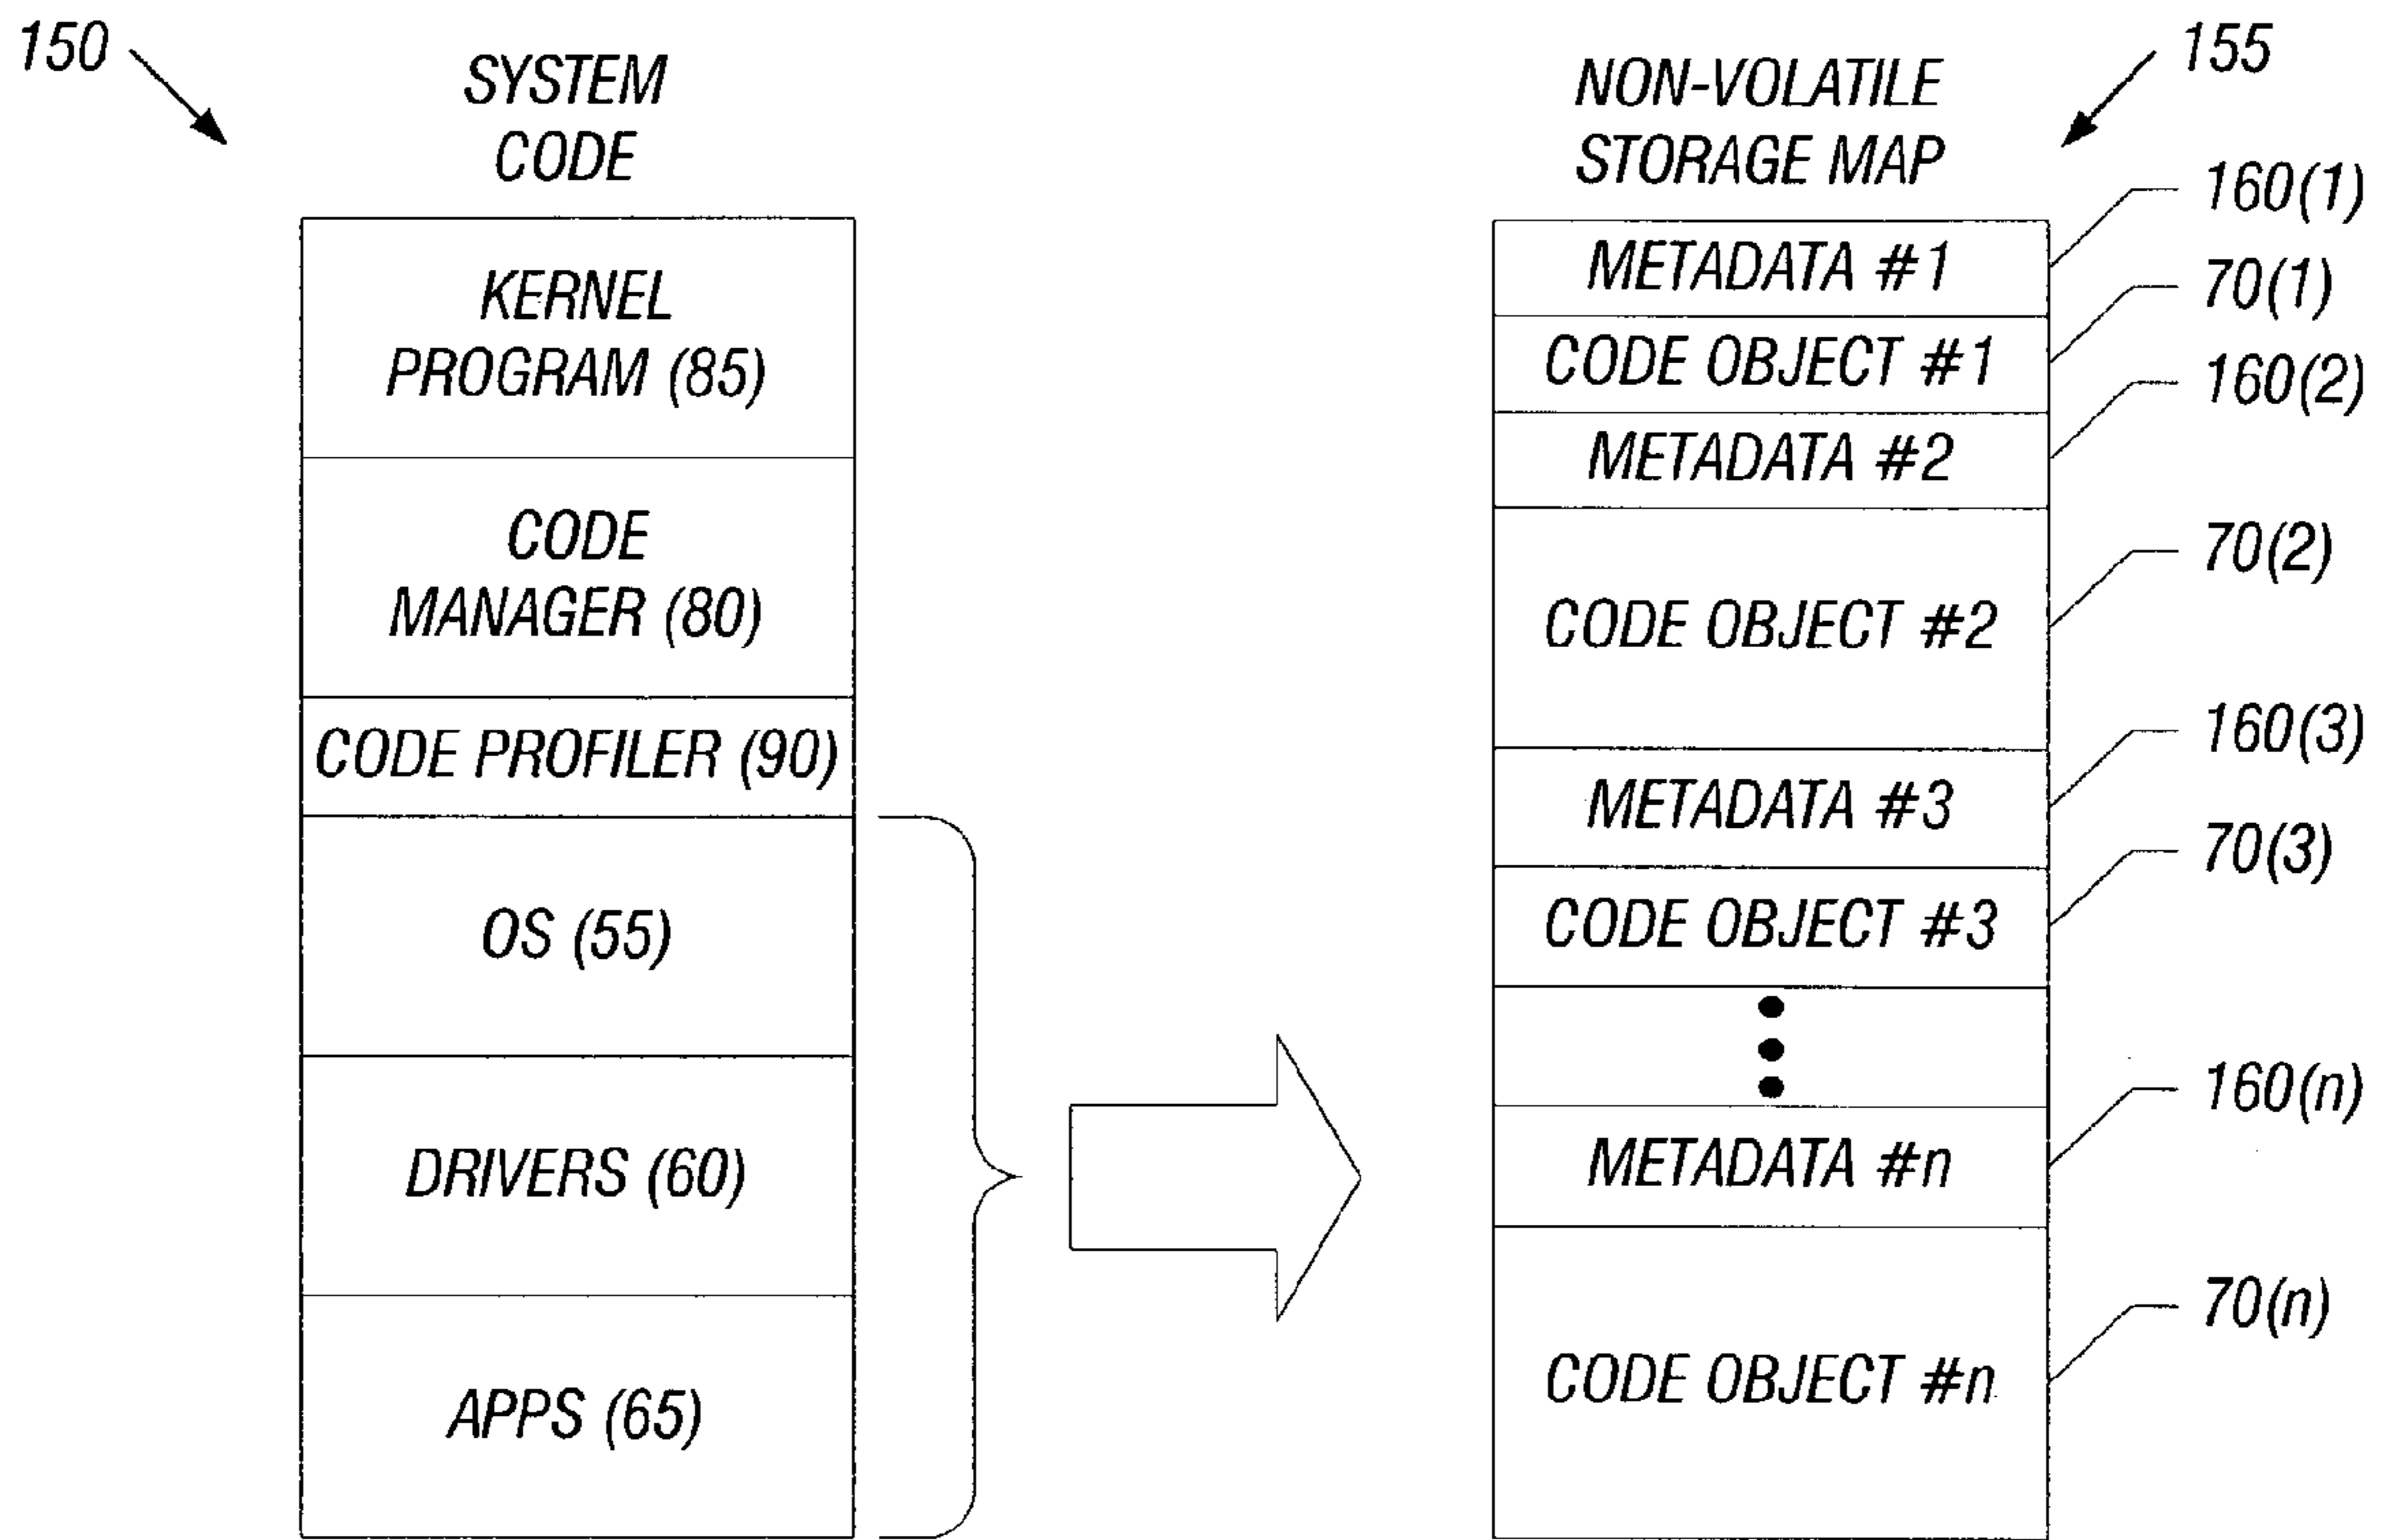 150
SYSTEM
CODE
KERNEL
PROGRAM (85)
CODE
MANAGER (80)
CODE PROFILER (90)
OS (55)
DRIVERS (60)
APPS (65)
NON-VOLATILE
STORAGE MAP
155
METADATA #1
160(1)
CODE OBJECT #1
70(1)
METADATA #2
160(2)
CODE OBJECT #2
70(2)
METADATA #3
160(3)
CODE OBJECT #3
70(3)
METADATA #n
160(n)
CODE OBJECT #n
70(n)